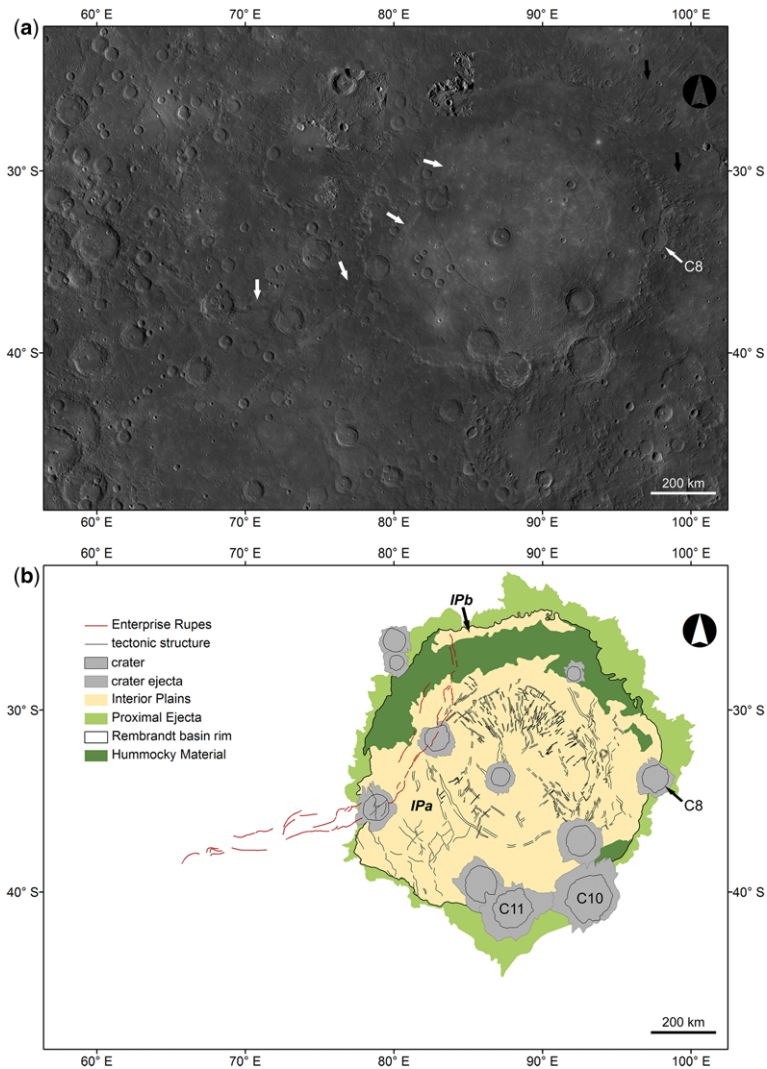 (a)
60° E 70° E 80° E 90° E 100° E
30° S 30° S
C8
40° S 40° S
200 km
60° E 70° E 80° E 90° E 100° E
(b)
60° E 70° E 80° E 90° E 100° E
IPb
Enterprise Rupes
tectonic structure
crater
crater ejecta
Interior Plains
Proximal Ejecta
Rembrandt basin rim
Hummocky Material
30° S 30° S
IPa
C8
40° S 40° S
C11
C10
200 km
60° E 70° E 80° E 90° E 100° E